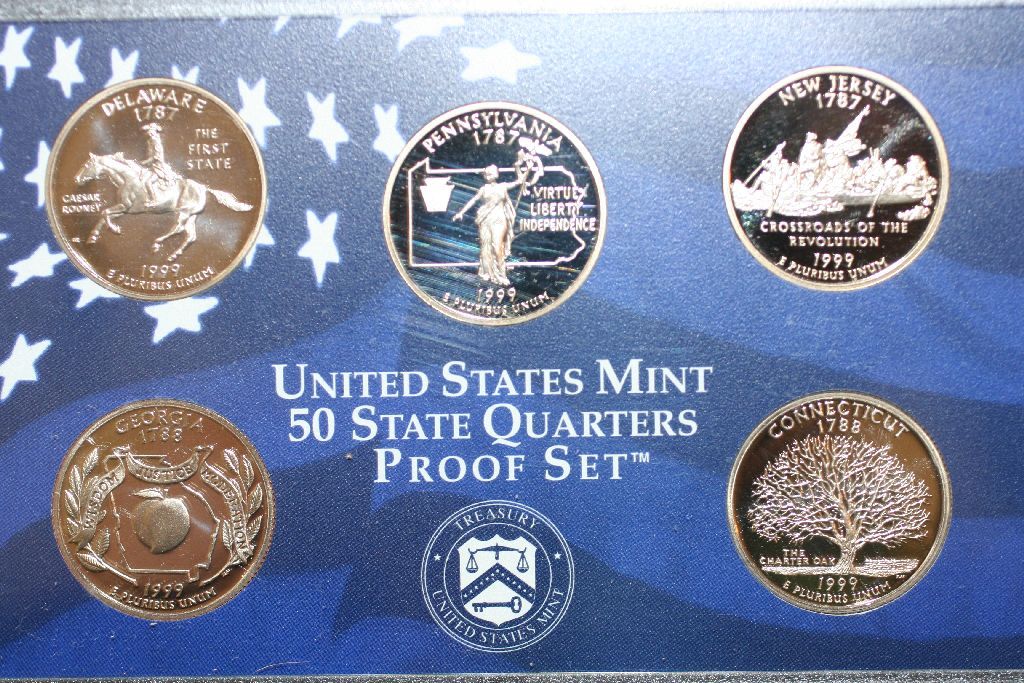 DELAWARE
1787
THE
FIRST
STATE
CAESAR
RODNEY
1999
E PLURIBUS UNUM
PENNSYLVANIA
1787
VIRTUE
LIBERTY
INDEPENDENCE
1999
E PLURIBUS UNUM
NEW JERSEY
1787
CROSSROADS OF THE
REVOLUTION
1999
E PLURIBUS UNUM
UNITED STATES MINT
50 STATE QUARTERS
PROOF SET™
GEORGIA
1788
WISDOM
JUSTICE
MODERATION
1999
E PLURIBUS UNUM
TREASURY
UNITED STATES MINT
CONNECTICUT
1788
THE
CHARTER OAK
1999
E PLURIBUS UNUM